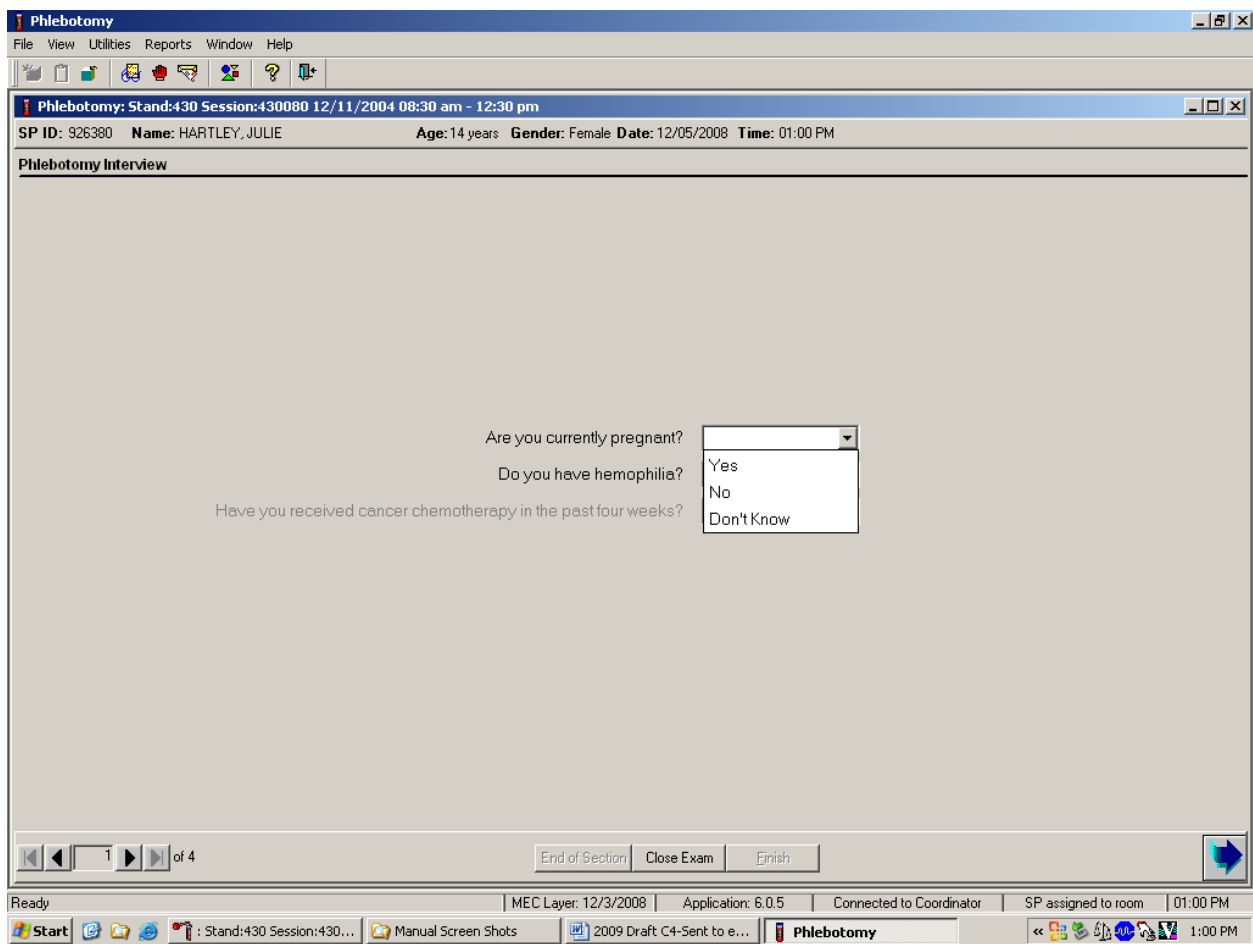 Phlebotomy
File View Utilities Reports Window Help
Phlebotomy: Stand:430 Session:430080 12/11/2004 08:30 am - 12:30 pm
SP ID: 926380 Name: HARTLEY, JULIE Age: 14 years Gender: Female Date: 12/05/2008 Time: 01:00 PM
Phlebotomy Interview
Are you currently pregnant?
Yes
Do you have hemophilia?
No
Have you received cancer chemotherapy in the past four weeks?
Don't Know
1 of 4 End of Section Close Exam Finish
Ready MEC Layer: 12/3/2008 Application: 6.0.5 Connected to Coordinator SP assigned to room 01:00 PM
Start : Stand:430 Session:430... Manual Screen Shots 2009 Draft C4-Sent to e... Phlebotomy « 1:00 PM